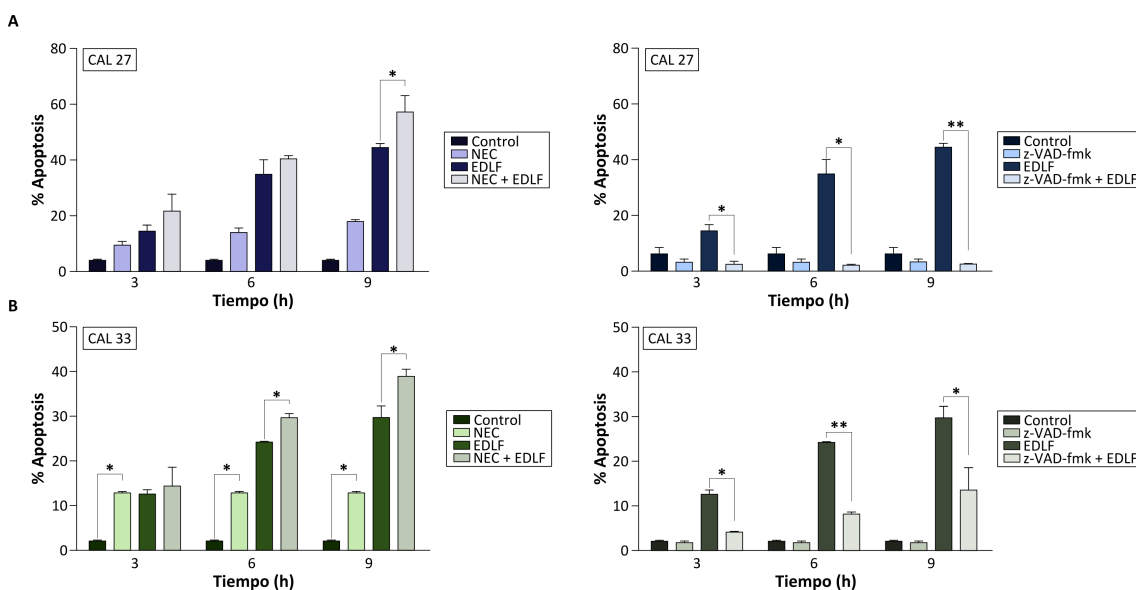 A
CAL 27
% Apoptosis
80
60
40
20
0
*
3
6
9
Tiempo (h)
Control
NEC
EDLF
NEC + EDLF
CAL 27
% Apoptosis
80
60
40
20
0
*
*
**
3
6
9
Tiempo (h)
Control
z-VAD-fmk
EDLF
z-VAD-fmk + EDLF
B
CAL 33
% Apoptosis
50
40
30
20
10
0
*
*
*
*
*
3
6
9
Tiempo (h)
Control
NEC
EDLF
NEC + EDLF
CAL 33
% Apoptosis
50
40
30
20
10
0
*
**
*
3
6
9
Tiempo (h)
Control
z-VAD-fmk
EDLF
z-VAD-fmk + EDLF